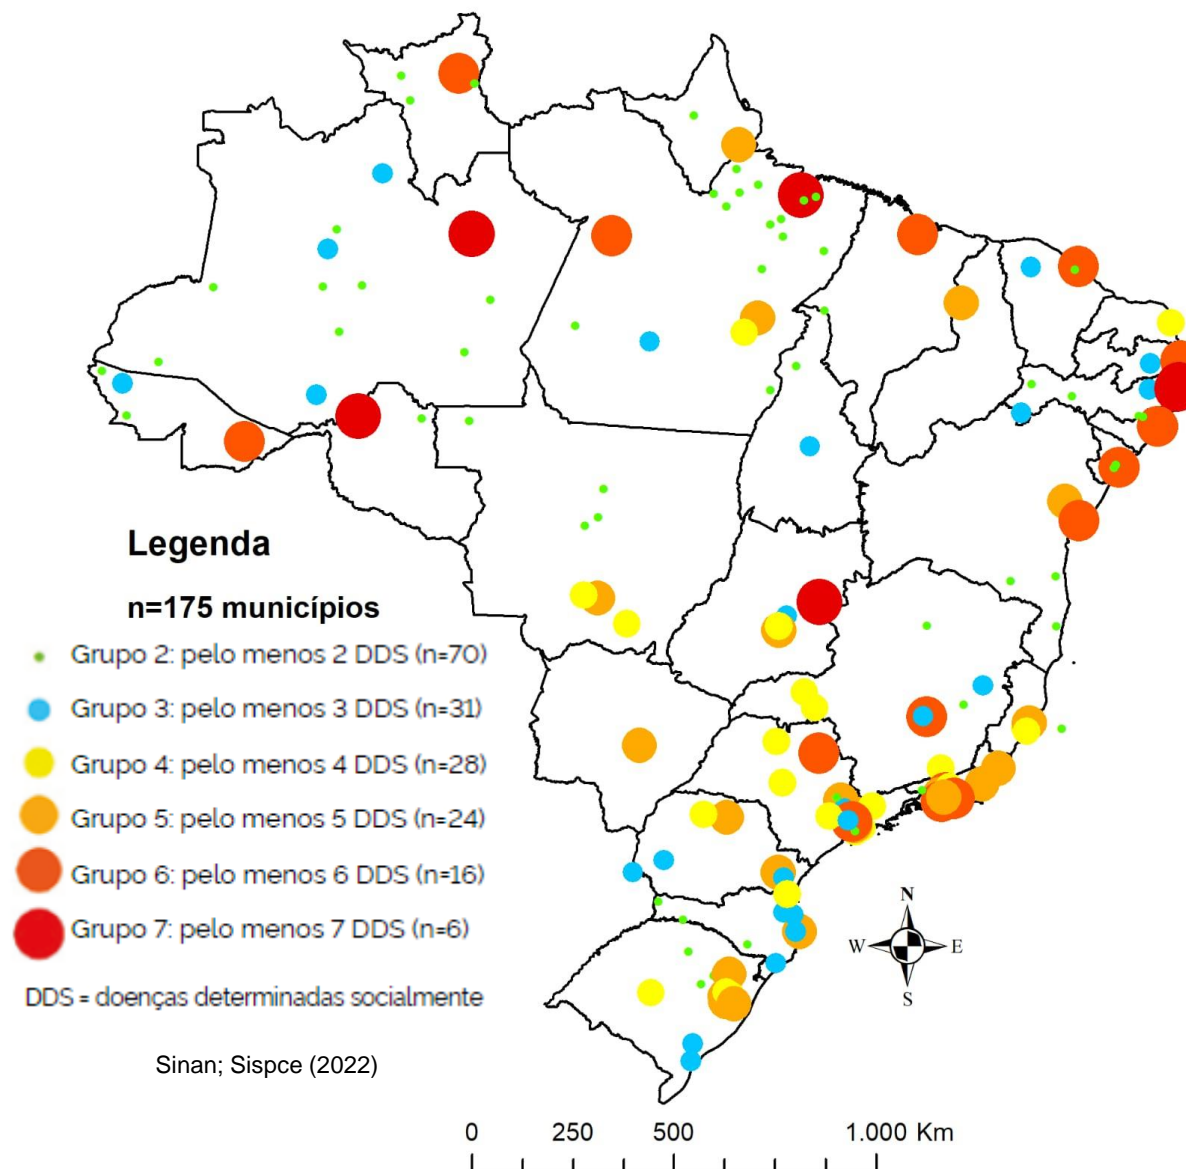 Legenda
n=175 municípios
Grupo 2: pelo menos 2 DDS (n=70)
Grupo 3: pelo menos 3 DDS (n=31)
Grupo 4: pelo menos 4 DDS (n=28)
Grupo 5: pelo menos 5 DDS (n=24)
Grupo 6: pelo menos 6 DDS (n=16)
Grupo 7: pelo menos 7 DDS (n=6)
DDS = doenças determinadas socialmente
Sinan; Sispce (2022)
N
W E
S
0 250 500 1.000 Km